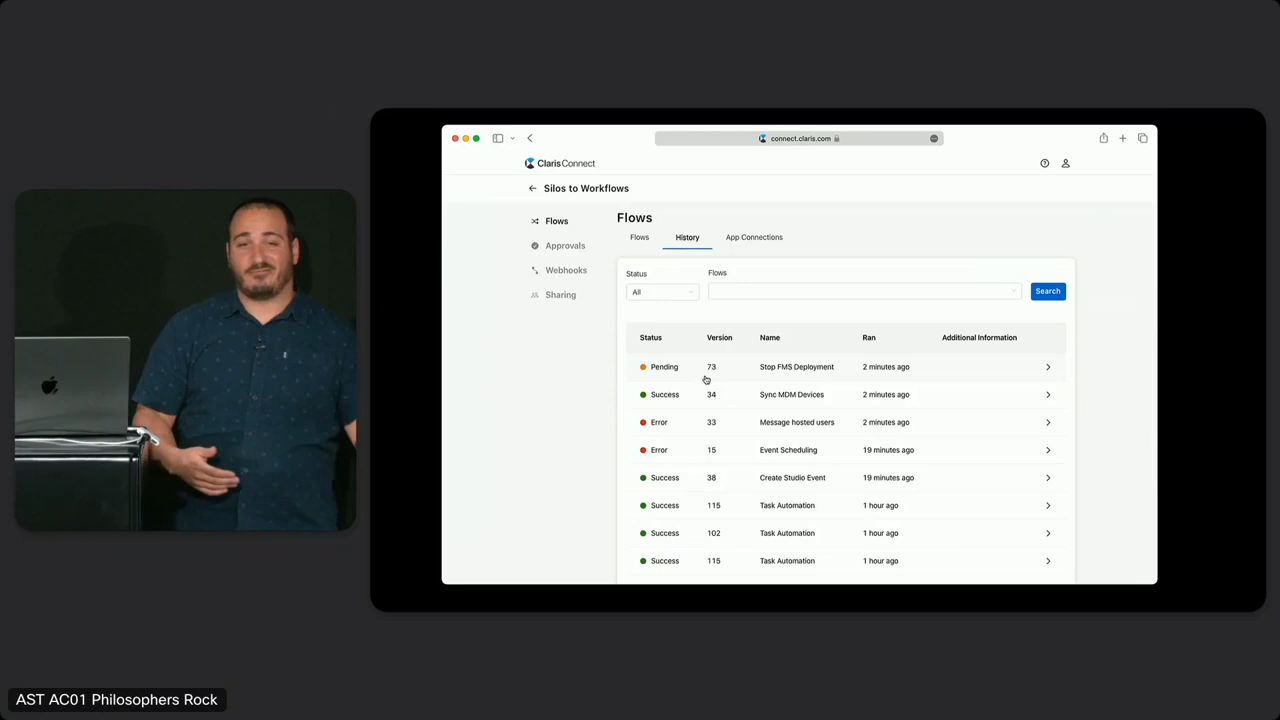 connect.claris.com
Claris Connect
Silos to Workflows
Flows
Approvals
Webhooks
Sharing
Flows
Flows History App Connections
Status Flows
All Search
Status Version Name Ran Additional Information
Pending 73 Stop FMS Deployment 2 minutes ago
Success 34 Sync MDM Devices 2 minutes ago
Error 33 Message hosted users 2 minutes ago
Error 15 Event Scheduling 19 minutes ago
Success 38 Create Studio Event 19 minutes ago
Success 115 Task Automation 1 hour ago
Success 102 Task Automation 1 hour ago
Success 115 Task Automation 1 hour ago
AST AC01 Philosophers Rock